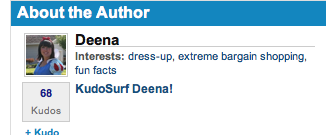 About the Author
Deena
Interests: dress-up, extreme bargain shopping,
fun facts
68
Kudos
KudoSurf Deena!
+ Kudo